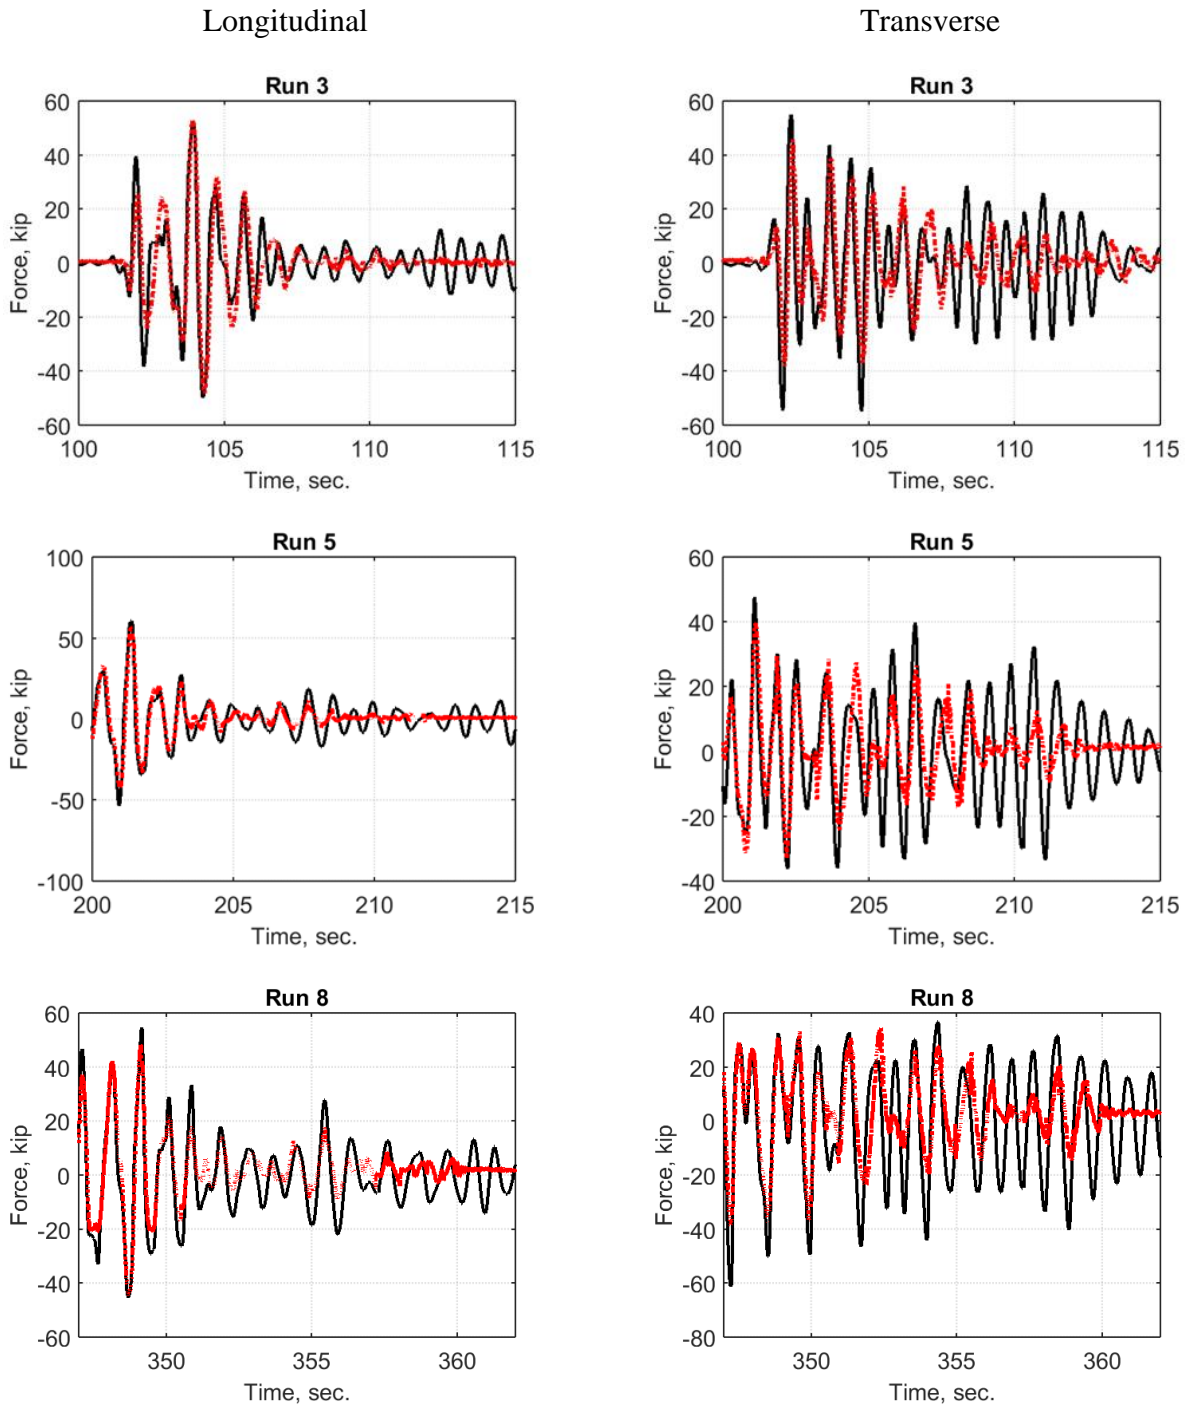 Longitudinal
Transverse
Run 3
60
40
20
0
-20
-40
-60
Force, kip
100 105 110 115
Time, sec.
Run 3
60
40
20
0
-20
-40
-60
Force, kip
100 105 110 115
Time, sec.
Run 5
100
50
0
-50
-100
Force, kip
200 205 210 215
Time, sec.
Run 5
60
40
20
0
-20
-40
Force, kip
200 205 210 215
Time, sec.
Run 8
60
40
20
0
-20
-40
-60
Force, kip
350 355 360
Time, sec.
Run 8
40
20
0
-20
-40
-60
-80
Force, kip
350 355 360
Time, sec.